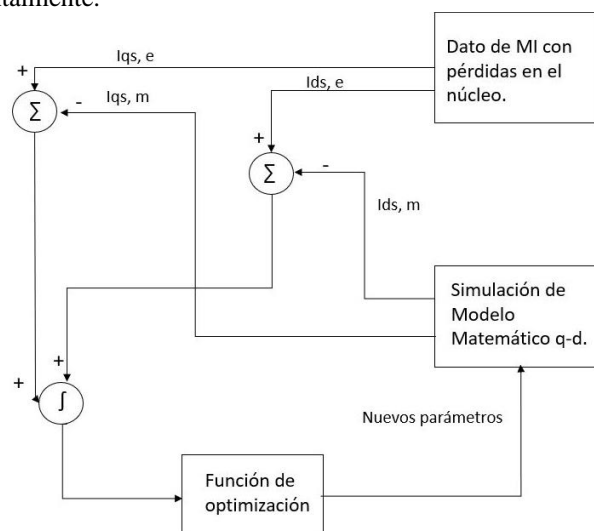 Iqs, e
Dato de MI con
pérdidas en el
núcleo.
+
Ids, e
Iqs, m
-
Σ
+
Σ
-
Ids, m
Simulación de
Modelo
Matemático q-d.
+
+
∫
Nuevos parámetros
Función de
optimización